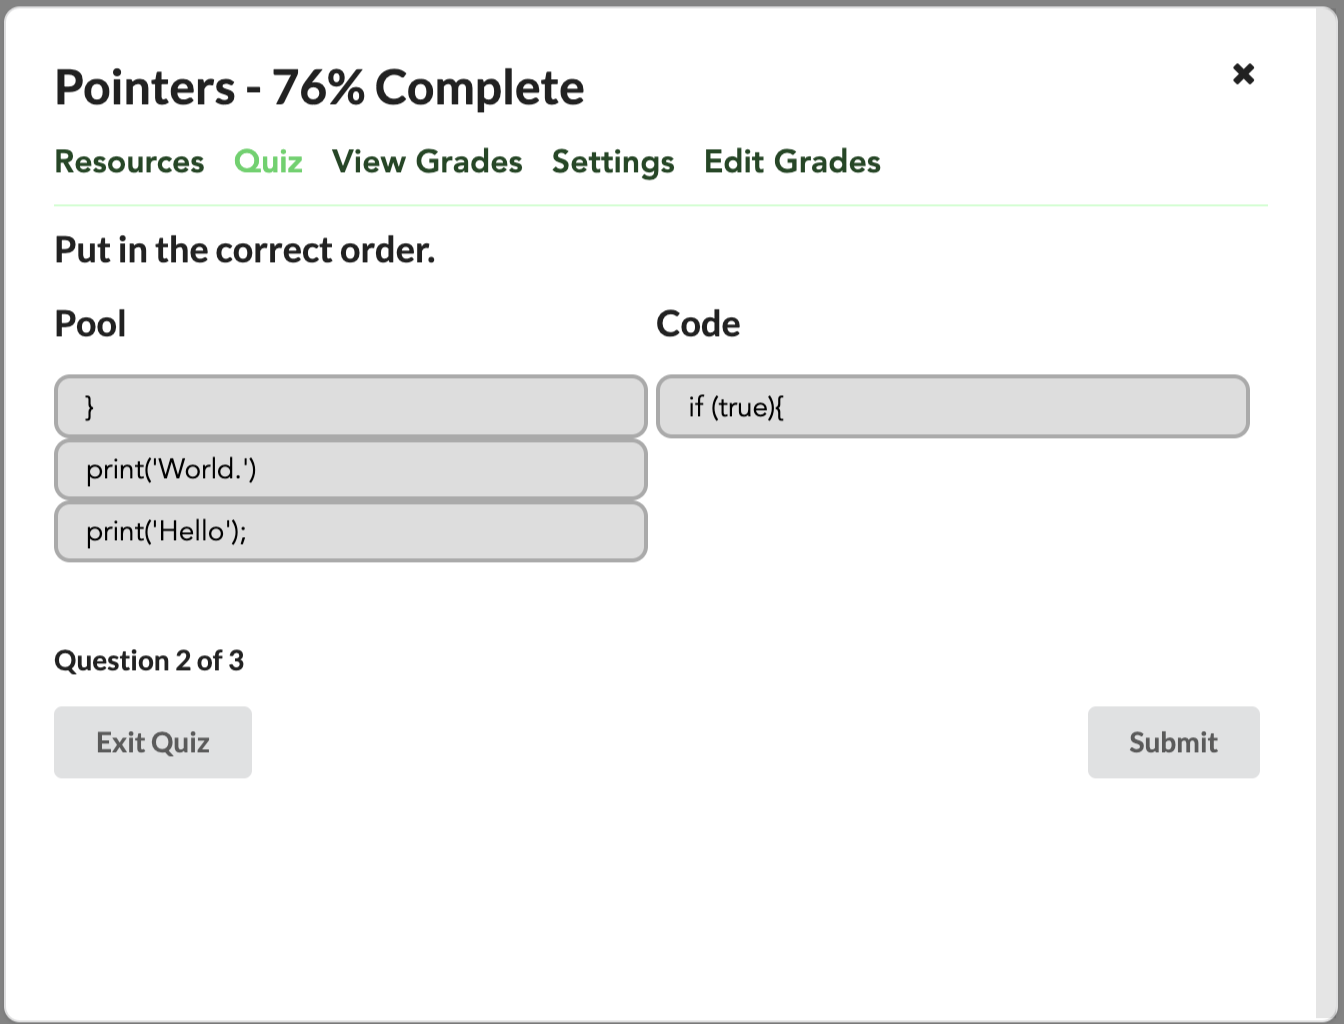 Pointers - 76% Complete
Resources Quiz View Grades Settings Edit Grades
Put in the correct order.
Pool
Code
}
if (true){
print('World.')
print('Hello');
Question 2 of 3
Exit Quiz
Submit